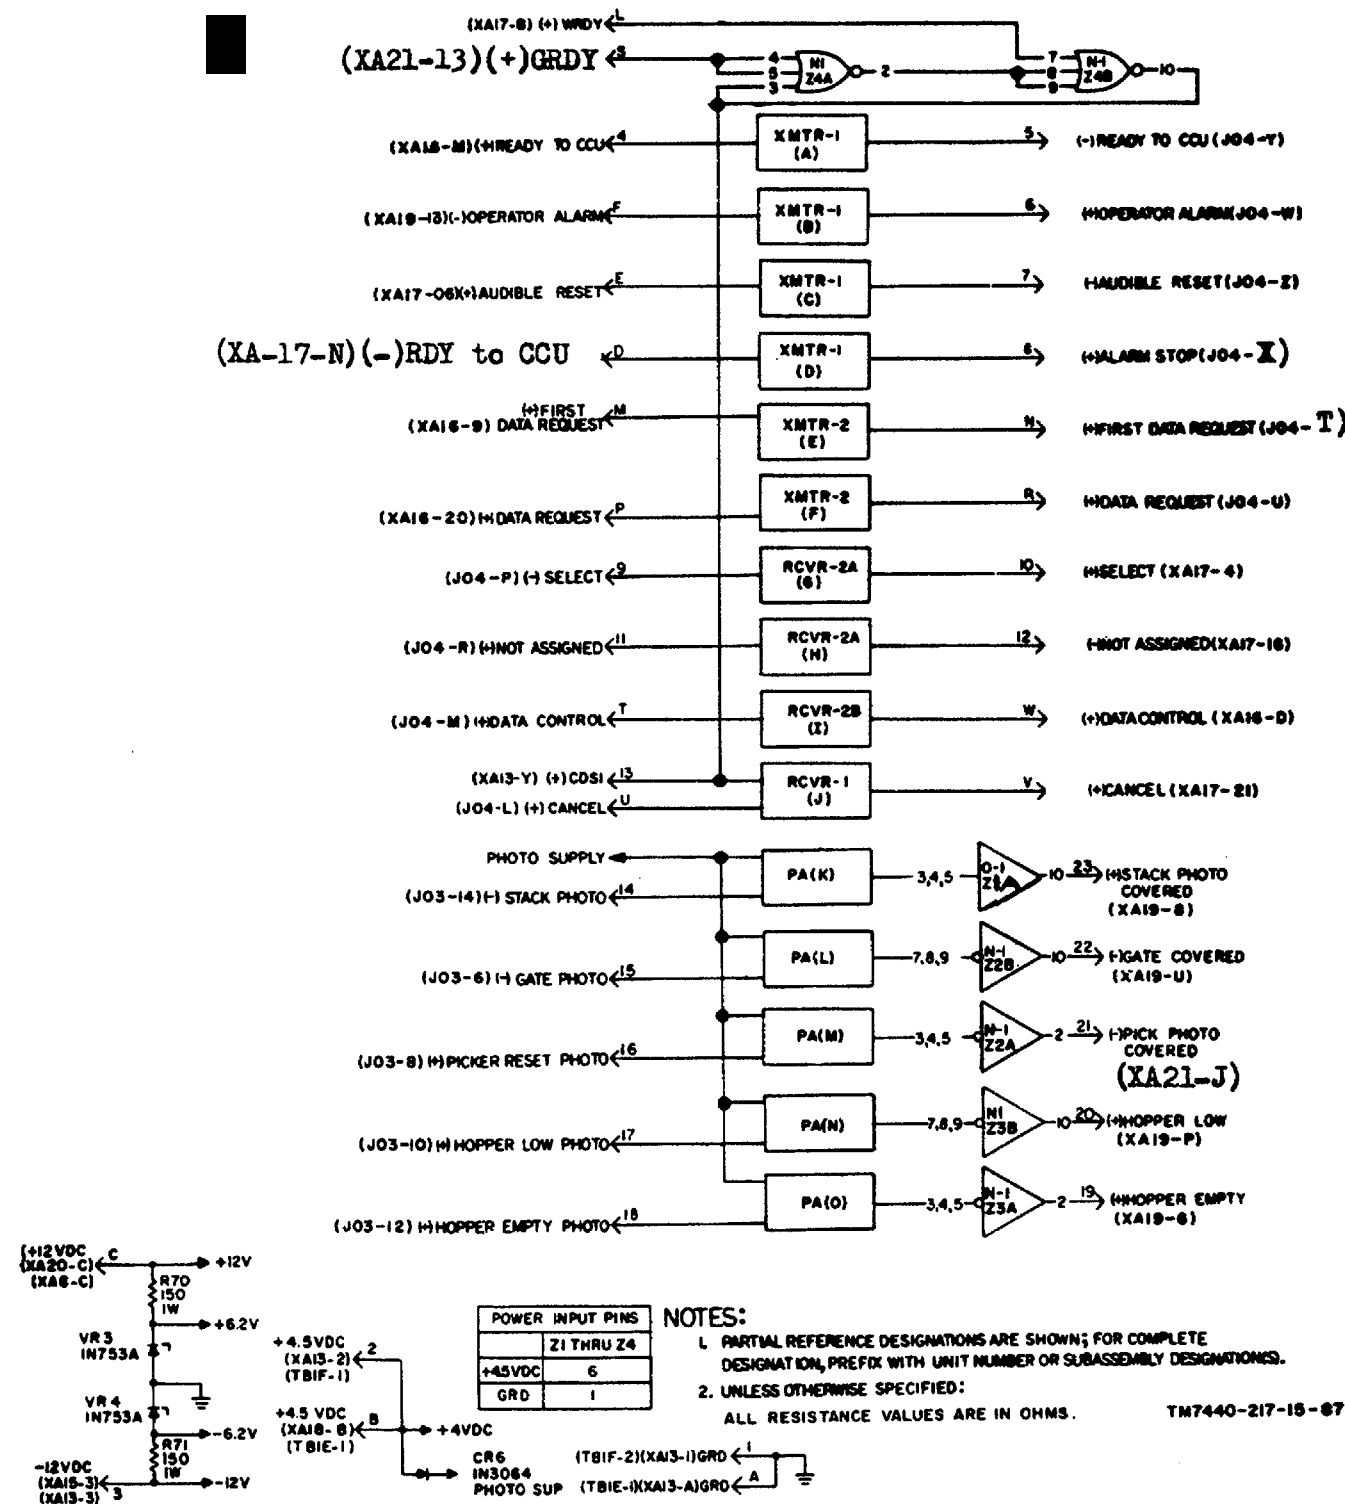 (XA17-8) (+) WRDY L
(XA21-13)(+)GRDY S 4 5 3 N1 Z4A 2 7 8 9 N-1 Z4B 10
(XA18-M)(+)READY TO CCU 4 XMTR-1 (A) 5 (-)READY TO CCU (J04-Y)
(XA19-13)(-)OPERATOR ALARM F XMTR-1 (B) 6 (+)OPERATOR ALARM(J04-W)
(XA17-06)(+)AUDIBLE RESET E XMTR-1 (C) 7 (-)AUDIBLE RESET (J04-Z)
(XA-17-N)(-)RDY to CCU D XMTR-1 (D) (+)ALARM STOP(J04-X)
(+)FIRST
(XA16-9) DATA REQUEST M XMTR-2 (E) N (+)FIRST DATA REQUEST (J04-T)
(XA16-20)(+)DATA REQUEST P XMTR-2 (F) R (+)DATA REQUEST (J04-U)
(J04-P) (-) SELECT 9 RCVR-2A (G) 10 (+)SELECT (XA17-4)
(J04-R) (+)NOT ASSIGNED 11 RCVR-2A (H) 12 (-)NOT ASSIGNED(XA17-16)
(J04-M) (+)DATA CONTROL T RCVR-2B (I) W (+)DATA CONTROL (XA16-D)
(XA13-Y) (+) CDSI 13 RCVR-1 (J) V (+)CANCEL (XA17-21)
(J04-L) (+) CANCEL U
PHOTO SUPPLY
(J03-14)(-) STACK PHOTO 14 PA(K) 3,4,5 10 23 (+)STACK PHOTO
COVERED
(XA19-8)
(J03-6) (-) GATE PHOTO 15 PA(L) 7,8,9 N-1 Z2B 10 22 (-)GATE COVERED
(XA19-U)
(J03-8) (+)PICKER RESET PHOTO 16 PA(M) 3,4,5 N-1 Z2A 2 21 (-)PICK PHOTO
COVERED
(XA21-J)
(J03-10)(+) HOPPER LOW PHOTO 17 PA(N) 7,8,9 N1 Z3B 10 20 (+)HOPPER LOW
(XA19-P)
(J03-12) (+)HOPPER EMPTY PHOTO 18 PA(O) 3,4,5 N-1 Z3A 2 19 (+)HOPPER EMPTY
(XA19-6)
(+12VDC
(XA20-C)
(XA6-C) C +12V
R70
150
1W
+6.2V
VR3
IN753A
VR4
IN753A
-6.2V
R71
150
1W
-12VDC
(XA15-3)
(XA13-3) 3 -12V
+4.5VDC
(XA13-2) 2
(TB1F-1)
+4.5 VDC
(XA18-B) B +4VDC
(TB1E-1)
CR6
IN3064
PHOTO SUP
(TB1F-2)(XA13-1)GRD 1
(TB1E-1)(XA13-A)GRD A
POWER INPUT PINS
Z1 THRU Z4
+4.5VDC 6
GRD 1
NOTES:
1. PARTIAL REFERENCE DESIGNATIONS ARE SHOWN; FOR COMPLETE
DESIGNATION, PREFIX WITH UNIT NUMBER OR SUBASSEMBLY DESIGNATION(S).
2. UNLESS OTHERWISE SPECIFIED:
ALL RESISTANCE VALUES ARE IN OHMS.
TM7440-217-15-87